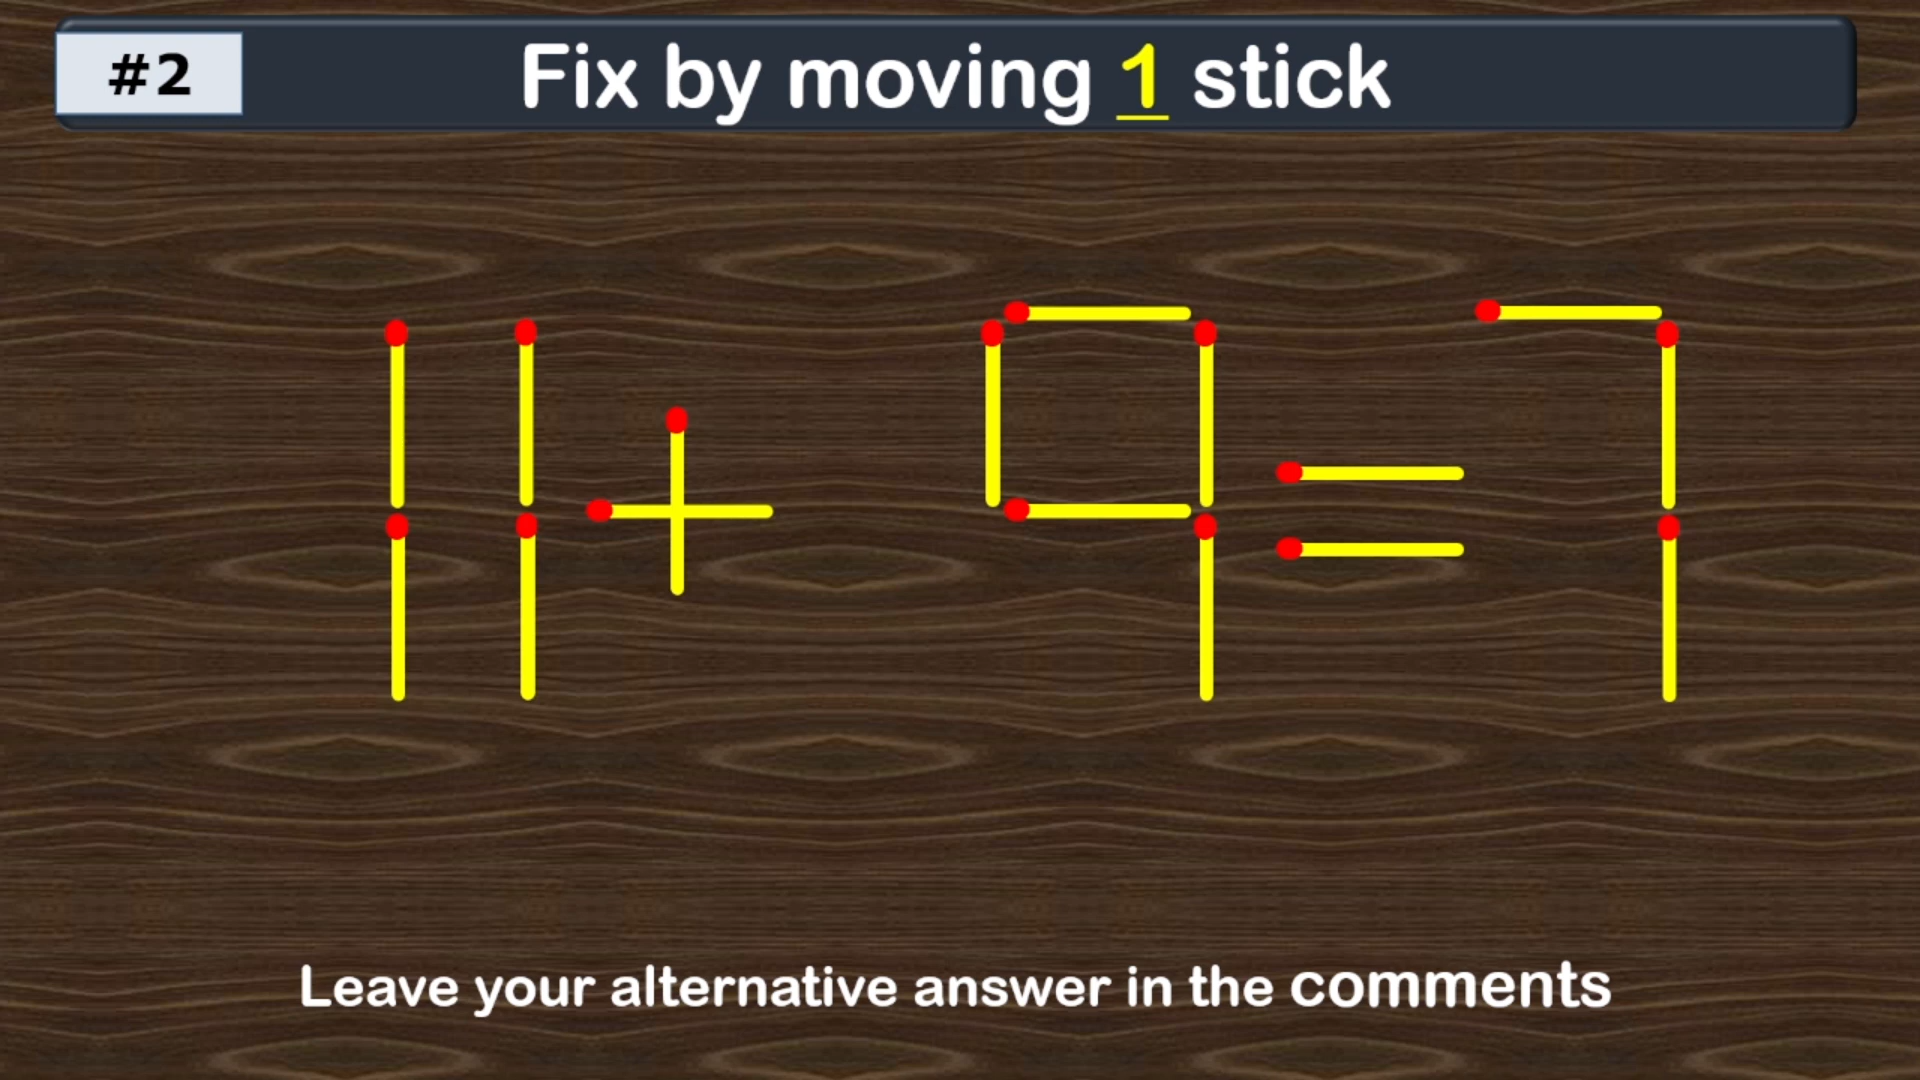 #2
Fix by moving 1 stick
11+9=7
Leave your alternative answer in the comments